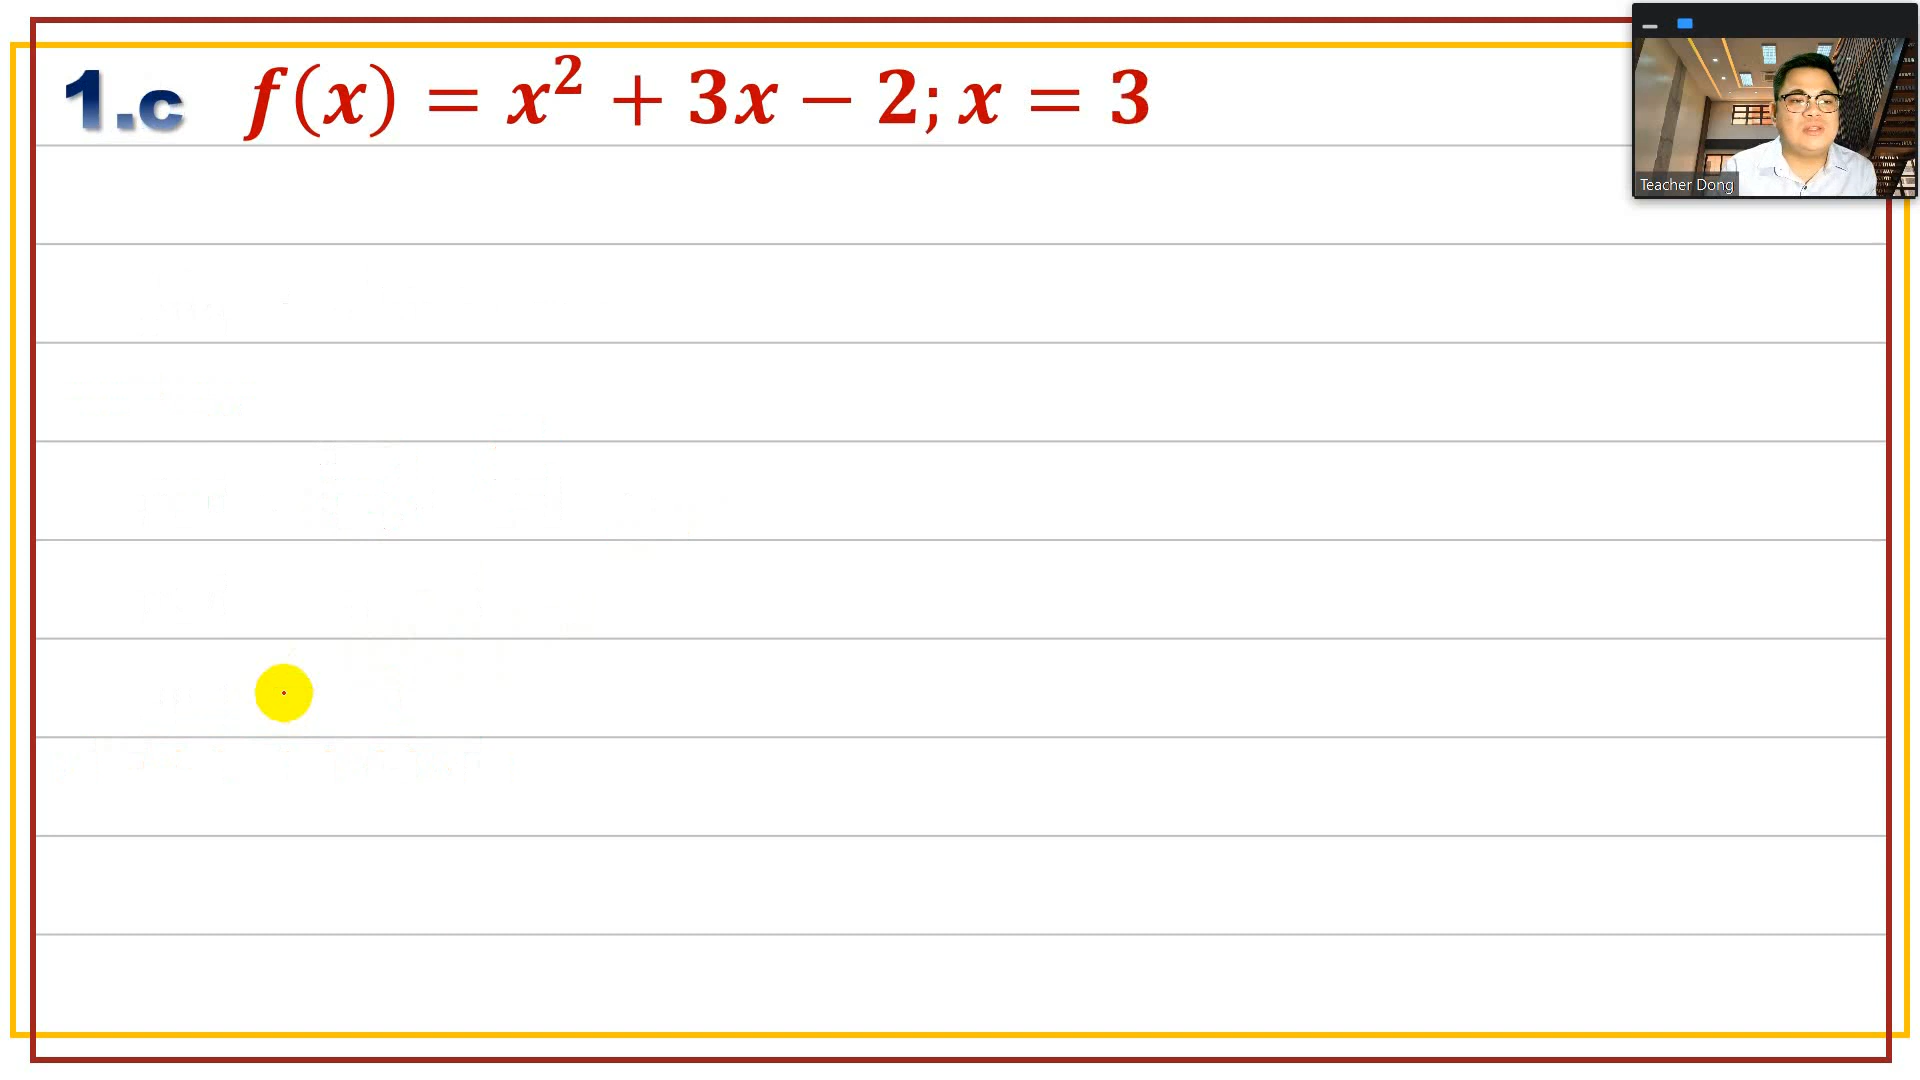 1.c f(x) = x² + 3x − 2; x = 3
Teacher Dong